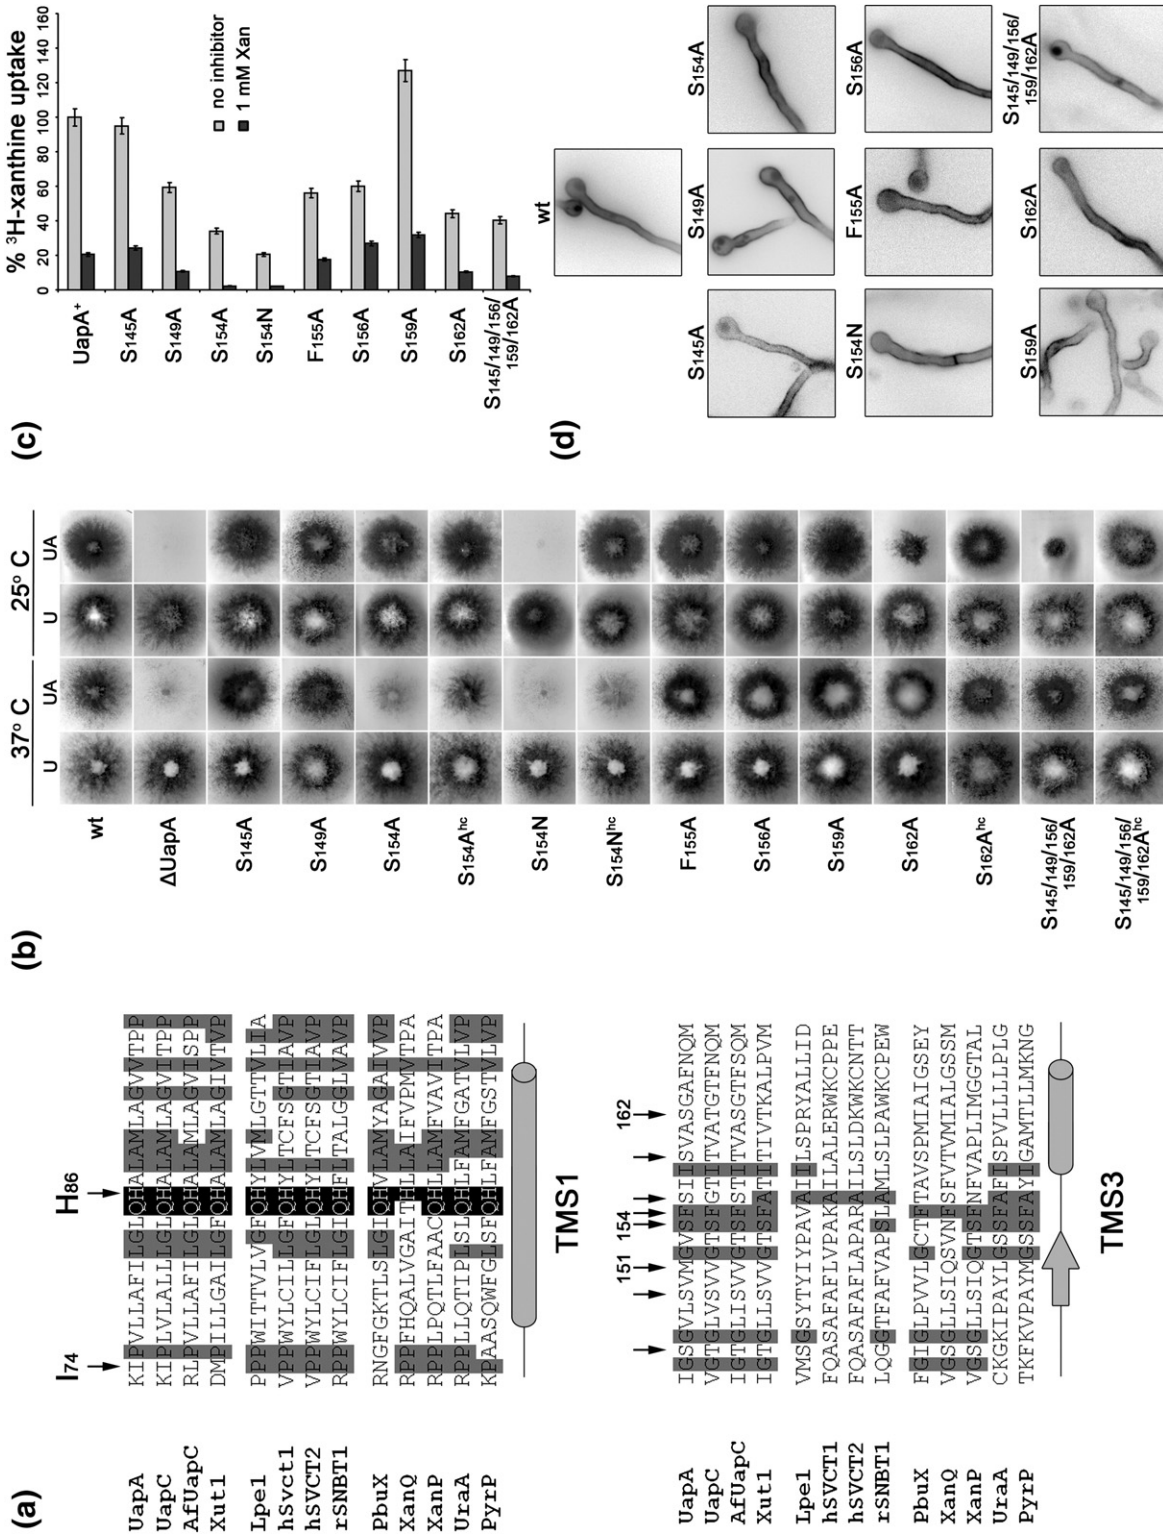 (a)
I74
H86
UapA KIPVLLAFILGLQHALAMLAGVVTPP
UapC KIPLVLALLLGLQHALAMLAGVITPP
AfUapC RLPVLLAFILGLQHALAMLAGVISPP
Xut1 DMPILLGAILGFQHALAMLAGIVTVP
Lpe1 PPPWITTVLVGFQHYLVMLGTTVLIA
hSvct1 VPPWYLCILLGFQHYLTCFSGTIAVP
hSVCT2 VPPWYLCIFLGLQHYLTCFSGTIAVP
rSNBT1 RPPWYLCIFLGIQHFLTALGGLVAVP
PbuX RNGFGKTLSLGIQHVLAMYAGAIVVP
XanQ RPPFHQALVGAITHLLAIFVPMVTPA
XanP RPPLPQTLFAACQHLLAMFVAVITPA
UraA RPPLLQTIPLSLQHLFAMFGATVLVP
PyrP KPAASQWFGLSFQHLFAMFGSTVLVP
TMS1
151 154 162
UapA IGSGVLSVMGVSFSIISVASGAFNQM
UapC VGTGLVSVVGTSFGTITVATGTFNQM
AfUapC IGTGLISVVGTSFSTITVASGTFSQM
Xut1 IGTGLLSVVGTSFATITIVTKALPVM
Lpe1 VMSGSYTYIYPAVAIILSPRYALLID
hSVCT1 FQASAFAFLVPAKAILALERWKCPPE
hSVCT2 FQASAFAFLAPARAILSLDKWKCNTT
rSNBT1 LQGGTFAFVAPSLAMLSLPAWKCPEW
PbuX FGIGLPVVLGCTFTAVSPMIAIGSEY
XanQ VGSGLLSIQSVNFSFVTVMIALGSSM
XanP VGSGLLSIQGTSFNFVAPLIMGGTAL
UraA CKGKIPAYLGSSFAFISPVLLLLPLG
PyrP TKFKVPAYMGSSFAYIGAMTLLMKNG
TMS3
(b)
37° C 25° C
U UA U UA
wt
ΔUapA
S145A
S149A
S154A
S154Ahc
S154N
S154Nhc
F155A
S156A
S159A
S162A
S162Ahc
S145/149/156/
159/162A
S145/149/156/
159/162Ahc
(c)
% 3H-xanthine uptake
0 20 40 60 80 100 120 140 160
no inhibitor
1 mM Xan
UapA+
S145A
S149A
S154A
S154N
F155A
S156A
S159A
S162A
S145/149/156/
159/162A
(d)
wt
S145A S149A S154A
S154N F155A S156A
S159A S162A S145/149/156/
159/162A